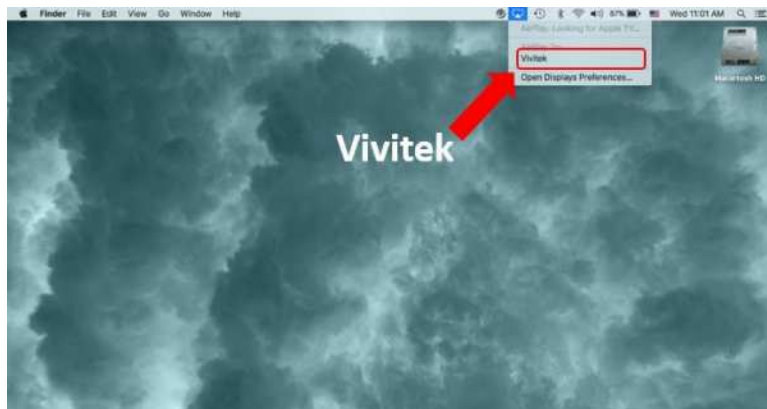 Finder File Edit View Go Window Help 87% Wed 11:01 AM
AirPlay: Looking for Apple TV...
Vivitek
Open Displays Preferences...
Macintosh HD
Vivitek